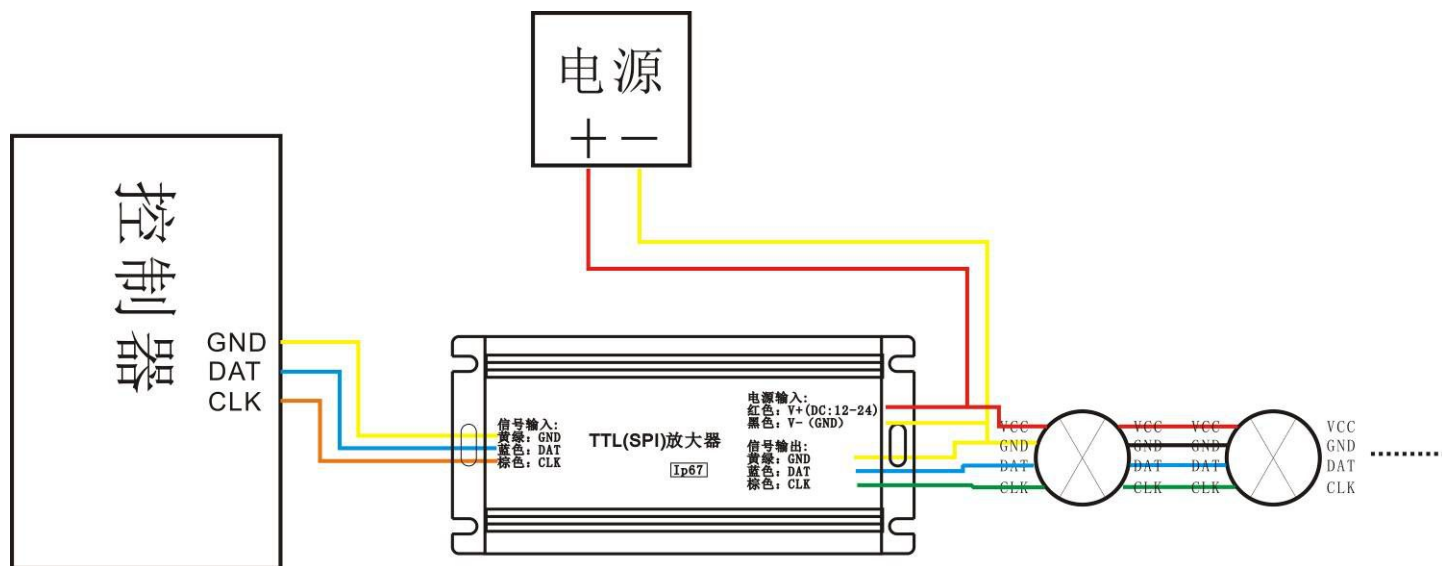 电源
+ −
控制器
GND
DAT
CLK
信号输入:
黄绿: GND
蓝色: DAT
棕色: CLK
TTL(SPI)放大器
Ip67
电源输入:
红色: V+(DC:12-24)
黑色: V-（GND）
信号输出:
黄绿: GND
蓝色: DAT
棕色: CLK
VCC VCC VCC VCC
GND GND GND GND
DAT DAT DAT DAT
CLK CLK CLK CLK